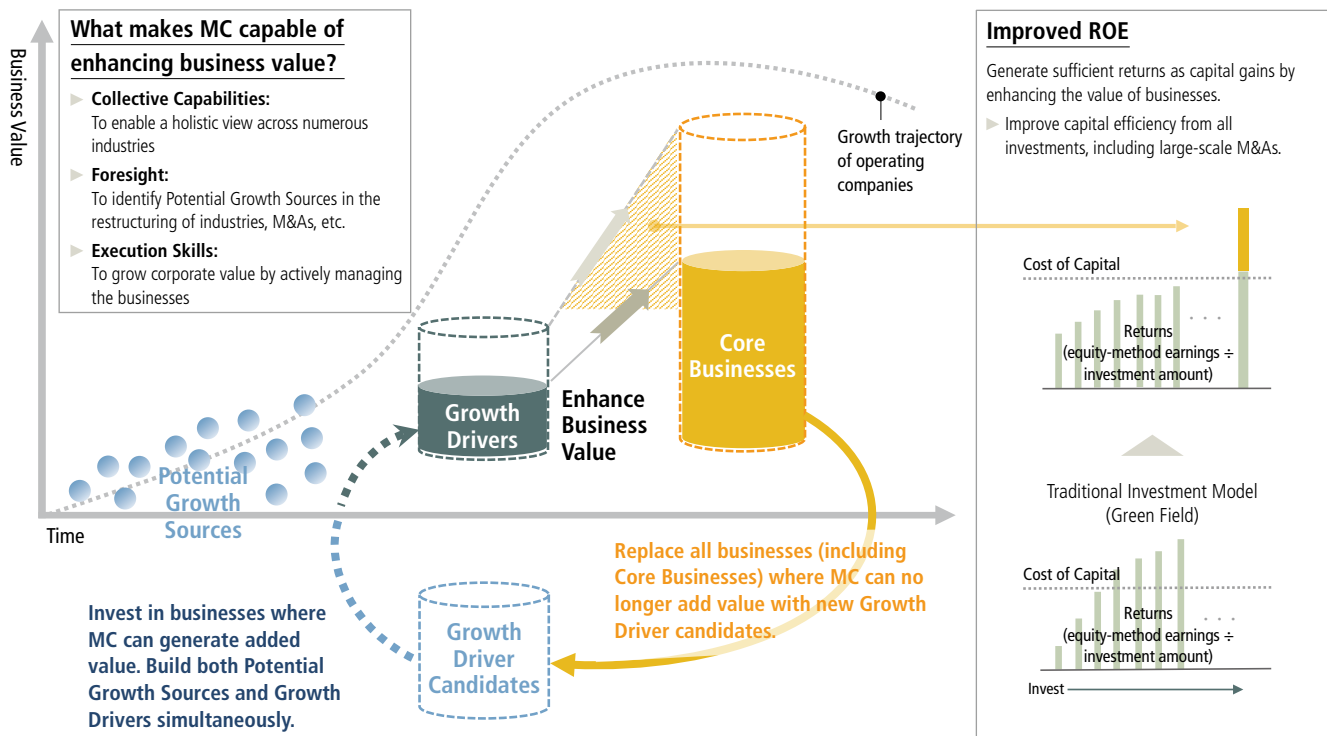 Business Value
What makes MC capable of
enhancing business value?
Collective Capabilities:
To enable a holistic view across numerous
industries
Foresight:
To identify Potential Growth Sources in the
restructuring of industries, M&As, etc.
Execution Skills:
To grow corporate value by actively managing
the businesses
Growth trajectory
of operating
companies
Core
Businesses
Growth
Drivers
Enhance
Business
Value
Potential
Growth
Sources
Time
Invest in businesses where
MC can generate added
value. Build both Potential
Growth Sources and Growth
Drivers simultaneously.
Growth
Driver
Candidates
Replace all businesses (including
Core Businesses) where MC can no
longer add value with new Growth
Driver candidates.
Improved ROE
Generate sufficient returns as capital gains by
enhancing the value of businesses.
Improve capital efficiency from all
investments, including large-scale M&As.
Cost of Capital
Returns
(equity-method earnings ÷
investment amount)
. . .
Traditional Investment Model
(Green Field)
Cost of Capital
Returns
(equity-method earnings ÷
investment amount)
. . .
Invest